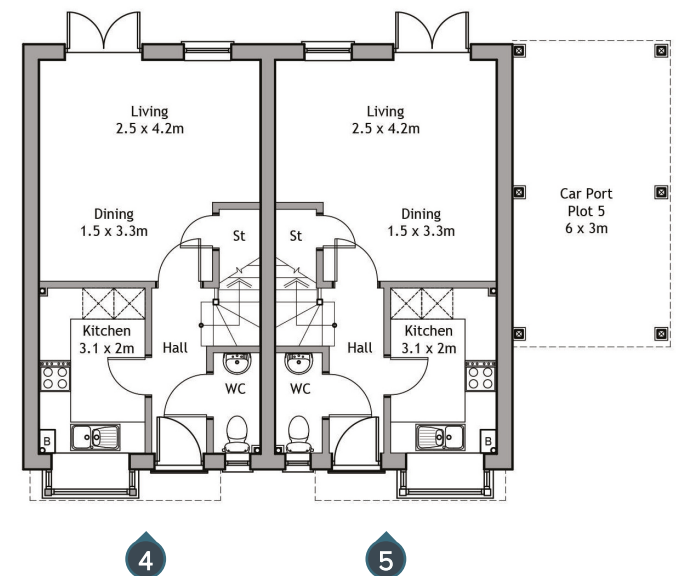 Living
2.5 x 4.2m
Living
2.5 x 4.2m
Car Port
Plot 5
6 x 3m
Dining
1.5 x 3.3m
St
St
Dining
1.5 x 3.3m
Kitchen
3.1 x 2m
Hall
Hall
Kitchen
3.1 x 2m
WC
WC
B
B
4
5